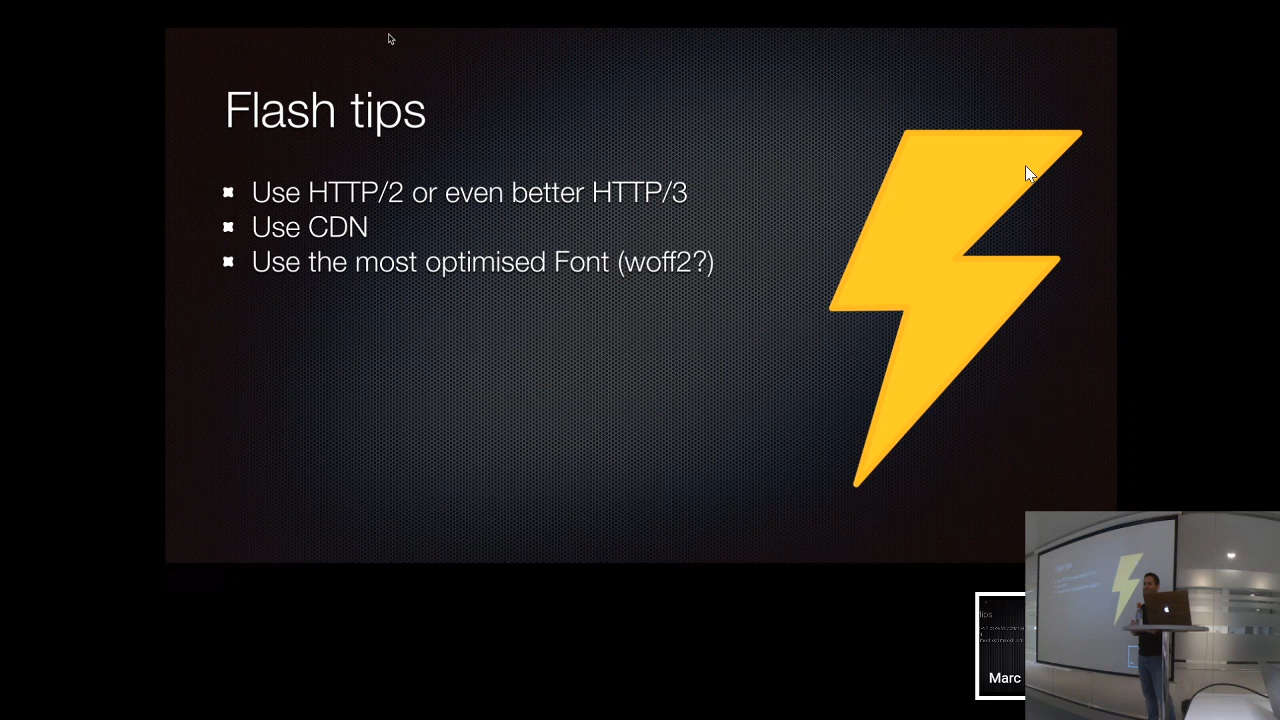 Flash tips
Use HTTP/2 or even better HTTP/3
Use CDN
Use the most optimised Font (woff2?)
tips
Marc